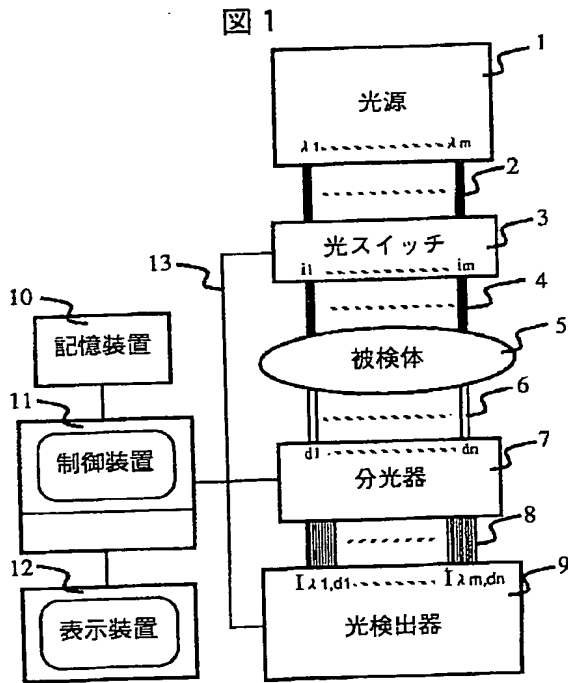 図1
1
光源
λ1 λm
2
光スイッチ
3
i1 im
4
13
10
記憶装置
被検体
5
11
6
制御装置
d1 dn
7
分光器
8
12
Iλ1,d1 Iλm,dn
9
表示装置
光検出器